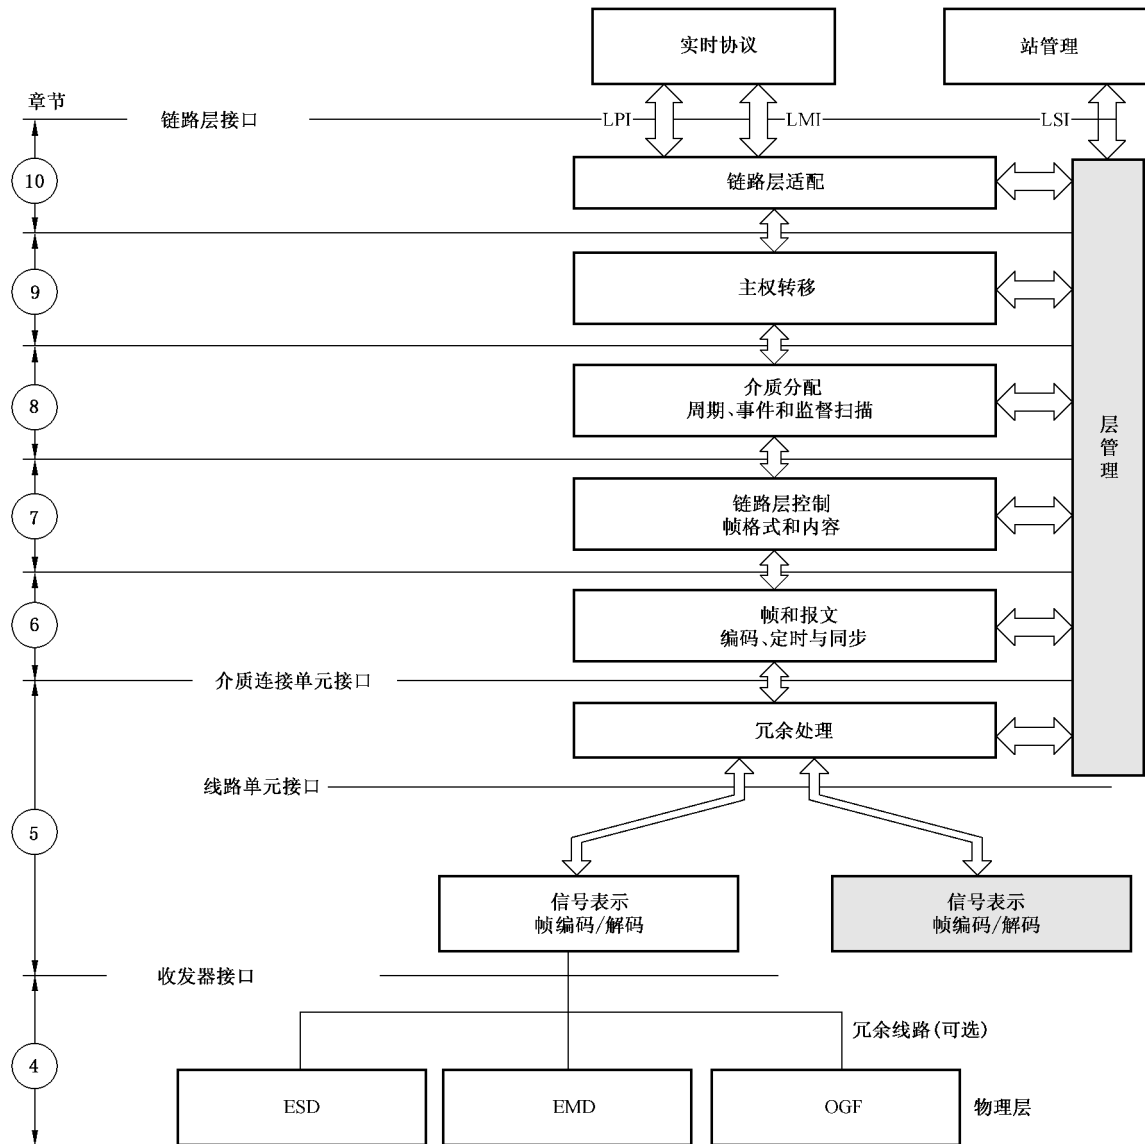 实时协议
站管理
章节
链路层接口
LPI
LMI
LSI
10
链路层适配
9
主权转移
8
介质分配
周期、事件和监督扫描
层管理
7
链路层控制
帧格式和内容
6
帧和报文
编码、定时与同步
介质连接单元接口
冗余处理
线路单元接口
5
信号表示
帧编码/解码
信号表示
帧编码/解码
收发器接口
冗余线路(可选)
4
ESD
EMD
OGF
物理层